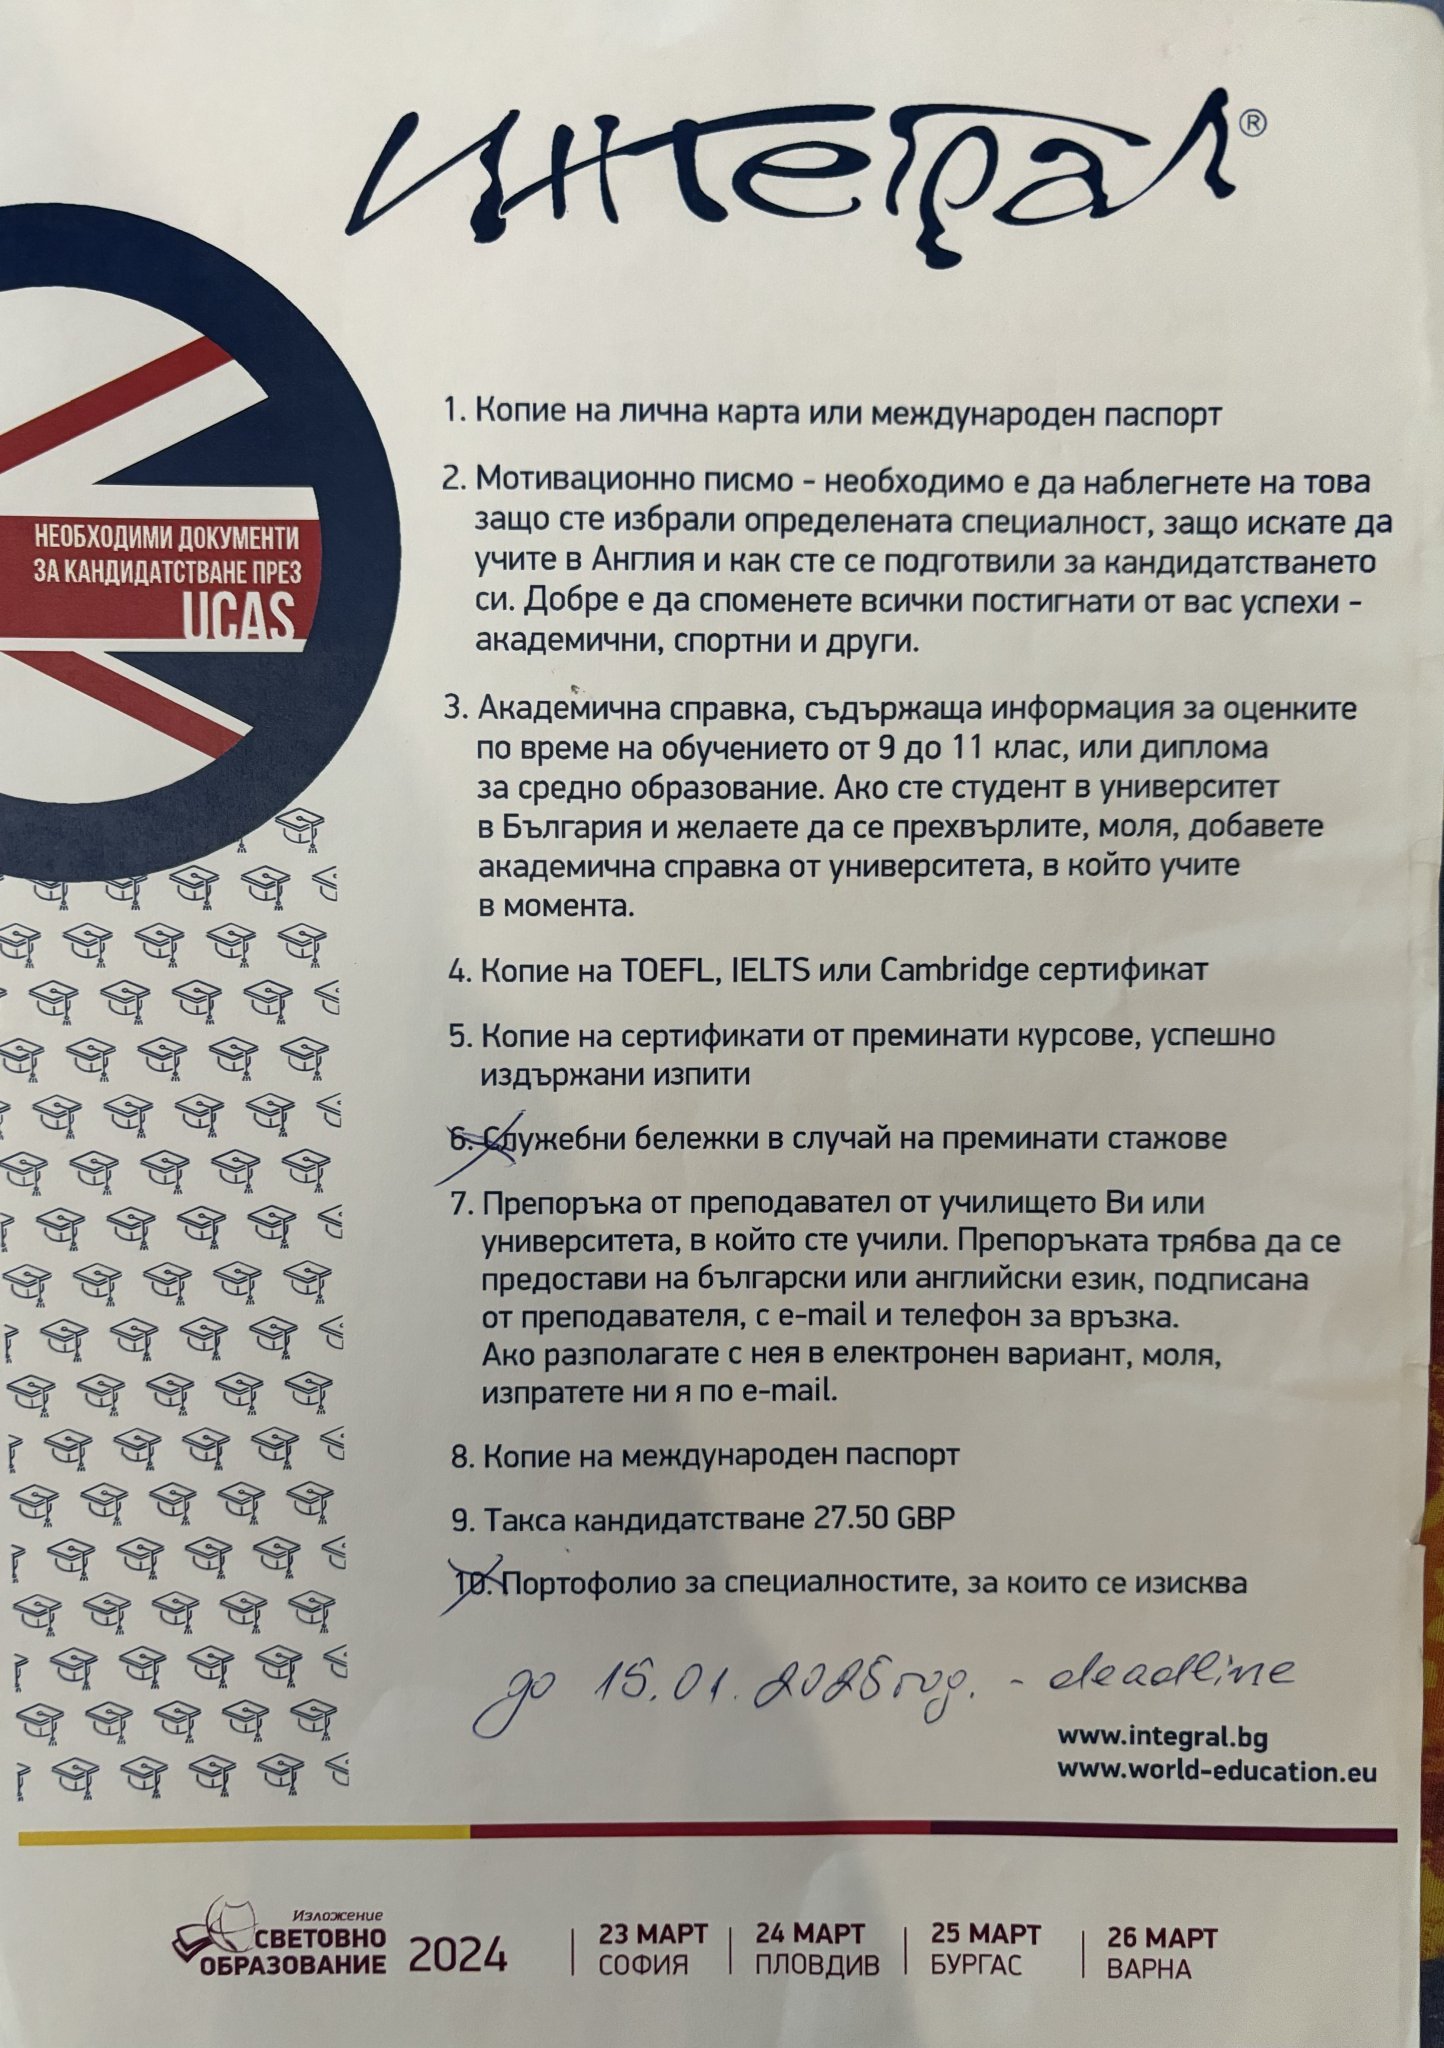 интеграл®
НЕОБХОДИМИ ДОКУМЕНТИ
ЗА КАНДИДАТСТВАНЕ ПРЕЗ
UCAS
1. Копие на лична карта или международен паспорт
2. Мотивационно писмо - необходимо е да наблегнете на това
защо сте избрали определената специалност, защо искате да
учите в Англия и как сте се подготвили за кандидатстването
си. Добре е да споменете всички постигнати от вас успехи -
академични, спортни и други.
3. Академична справка, съдържаща информация за оценките
по време на обучението от 9 до 11 клас, или диплома
за средно образование. Ако сте студент в университет
в България и желаете да се прехвърлите, моля, добавете
академична справка от университета, в който учите
в момента.
4. Копие на TOEFL, IELTS или Cambridge сертификат
5. Копие на сертификати от преминати курсове, успешно
издържани изпити
6. Служебни бележки в случай на преминати стажове
7. Препоръка от преподавател от училището Ви или
университета, в който сте учили. Препоръката трябва да се
предостави на български или английски език, подписана
от преподавателя, с e-mail и телефон за връзка.
Ако разполагате с нея в електронен вариант, моля,
изпратете ни я по e-mail.
8. Копие на международен паспорт
9. Такса кандидатстване 27.50 GBP
10. Портофолио за специалностите, за които се изисква
до 15.01.2025 год. - deadline
www.integral.bg
www.world-education.eu
Изложение
СВЕТОВНО
ОБРАЗОВАНИЕ 2024
23 МАРТ
СОФИЯ
24 МАРТ
ПЛОВДИВ
25 МАРТ
БУРГАС
26 МАРТ
ВАРНА